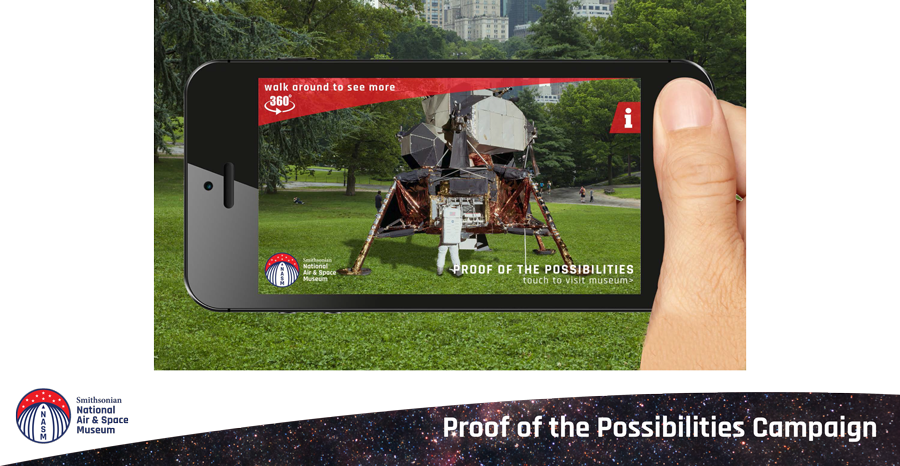 walk around to see more
360°
i
Smithsonian
National
Air & Space
Museum
NASM
PROOF OF THE POSSIBILITIES
touch to visit museum>
Smithsonian
National
Air & Space
Museum
NASM
Proof of the Possibilities Campaign